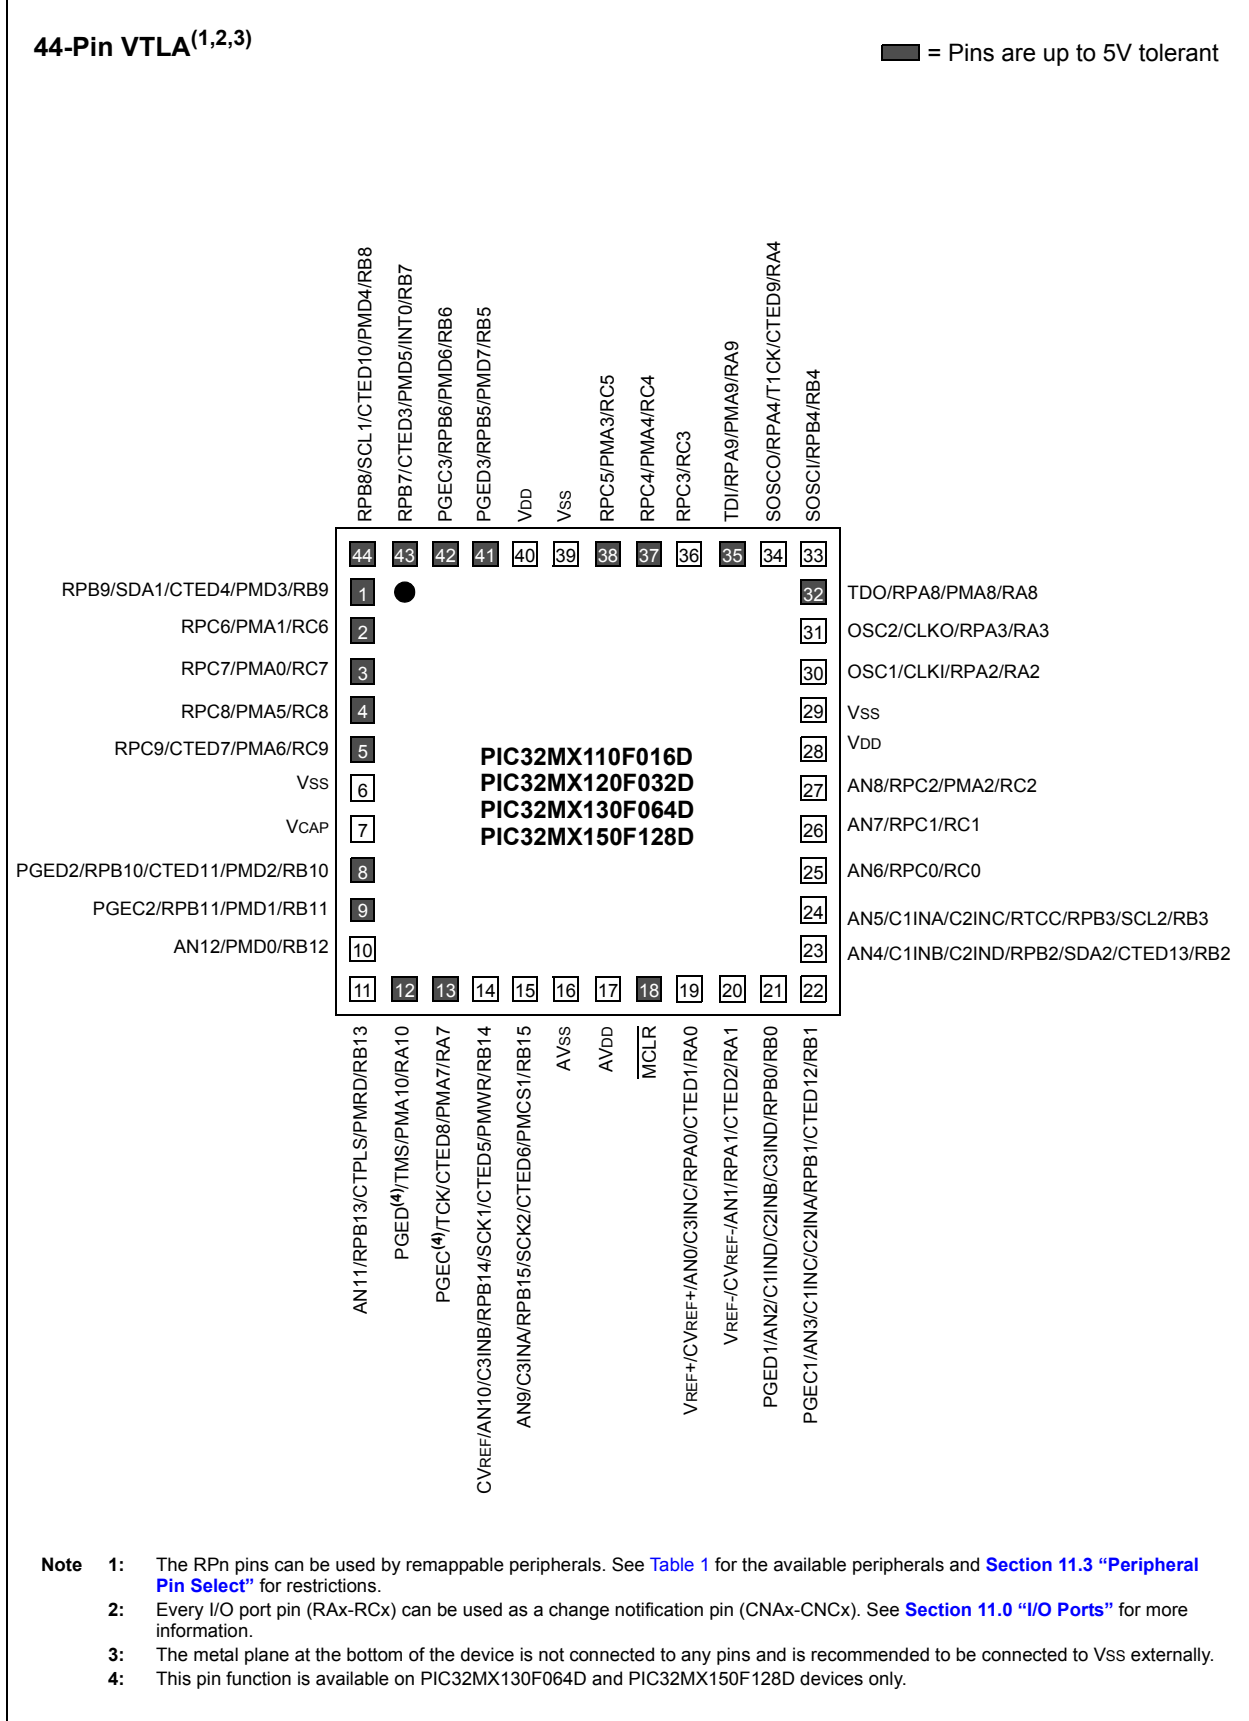 44-Pin VTLA(1,2,3)
= Pins are up to 5V tolerant
RPB8/SCL1/CTED10/PMD4/RB8
RPB7/CTED3/PMD5/INT0/RB7
PGEC3/RPB6/PMD6/RB6
PGED3/RPB5/PMD7/RB5
VDD
VSS
RPC5/PMA3/RC5
RPC4/PMA4/RC4
RPC3/RC3
TDI/RPA9/PMA9/RA9
SOSCO/RPA4/T1CK/CTED9/RA4
SOSCI/RPB4/RB4
44 43 42 41 40 39 38 37 36 35 34 33
RPB9/SDA1/CTED4/PMD3/RB9 1
32 TDO/RPA8/PMA8/RA8
RPC6/PMA1/RC6 2
31 OSC2/CLKO/RPA3/RA3
RPC7/PMA0/RC7 3
30 OSC1/CLKI/RPA2/RA2
RPC8/PMA5/RC8 4
29 VSS
RPC9/CTED7/PMA6/RC9 5
28 VDD
VSS 6
27 AN8/RPC2/PMA2/RC2
VCAP 7
26 AN7/RPC1/RC1
PGED2/RPB10/CTED11/PMD2/RB10 8
25 AN6/RPC0/RC0
PGEC2/RPB11/PMD1/RB11 9
24 AN5/C1INA/C2INC/RTCC/RPB3/SCL2/RB3
AN12/PMD0/RB12 10
23 AN4/C1INB/C2IND/RPB2/SDA2/CTED13/RB2
PIC32MX110F016D
PIC32MX120F032D
PIC32MX130F064D
PIC32MX150F128D
11 12 13 14 15 16 17 18 19 20 21 22
AN11/RPB13/CTPLS/PMRD/RB13
PGED(4)/TMS/PMA10/RA10
PGEC(4)/TCK/CTED8/PMA7/RA7
CVREF/AN10/C3INB/RPB14/SCK1/CTED5/PMWR/RB14
AN9/C3INA/RPB15/SCK2/CTED6/PMCS1/RB15
AVSS
AVDD
MCLR
VREF+/CVREF+/AN0/C3INC/RPA0/CTED1/RA0
VREF-/CVREF-/AN1/RPA1/CTED2/RA1
PGED1/AN2/C1IND/C2INB/C3IND/RPB0/RB0
PGEC1/AN3/C1INC/C2INA/RPB1/CTED12/RB1
Note 1: The RPn pins can be used by remappable peripherals. See Table 1 for the available peripherals and Section 11.3 “Peripheral
Pin Select” for restrictions.
2: Every I/O port pin (RAx-RCx) can be used as a change notification pin (CNAx-CNCx). See Section 11.0 “I/O Ports” for more
information.
3: The metal plane at the bottom of the device is not connected to any pins and is recommended to be connected to VSS externally.
4: This pin function is available on PIC32MX130F064D and PIC32MX150F128D devices only.